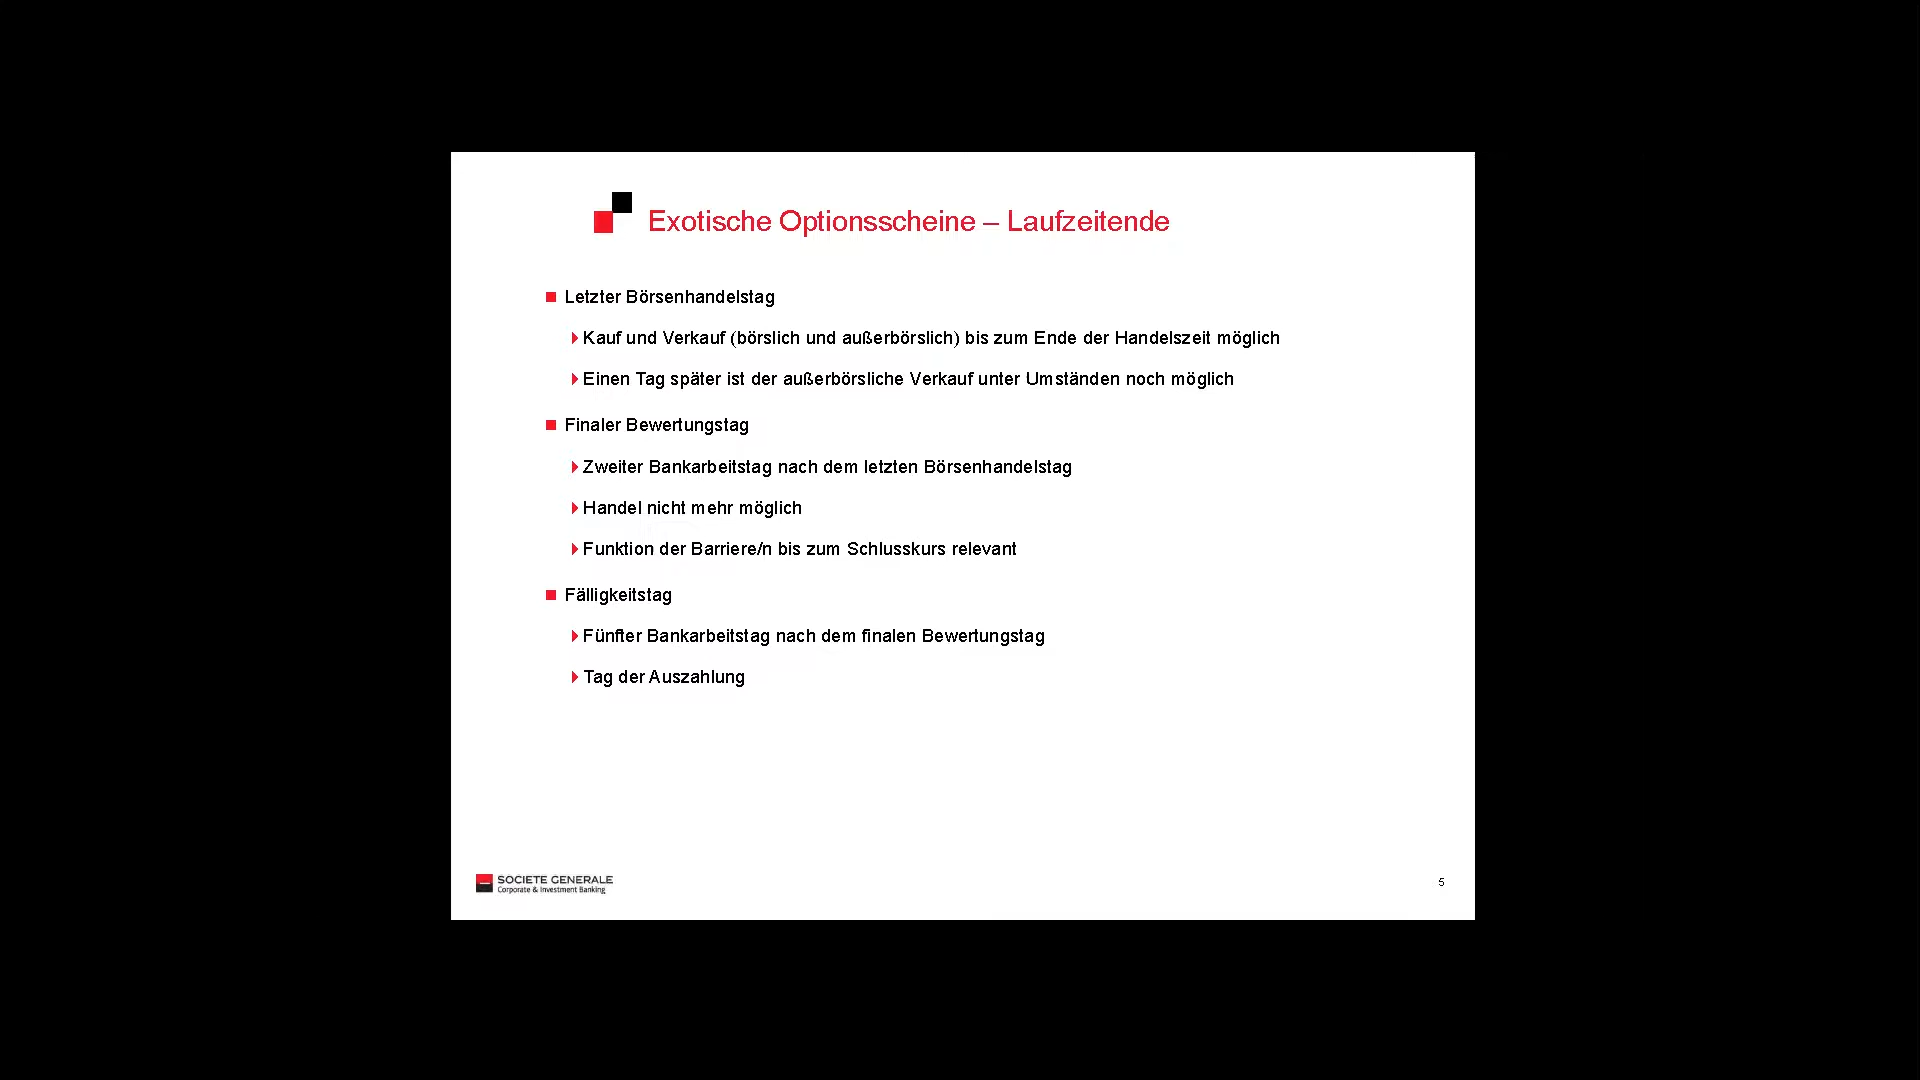 Exotische Optionsscheine – Laufzeitende
Letzter Börsenhandelstag
Kauf und Verkauf (börslich und außerbörslich) bis zum Ende der Handelszeit möglich
Einen Tag später ist der außerbörsliche Verkauf unter Umständen noch möglich
Finaler Bewertungstag
Zweiter Bankarbeitstag nach dem letzten Börsenhandelstag
Handel nicht mehr möglich
Funktion der Barriere/n bis zum Schlusskurs relevant
Fälligkeitstag
Fünfter Bankarbeitstag nach dem finalen Bewertungstag
Tag der Auszahlung
SOCIETE GENERALE
Corporate & Investment Banking
5